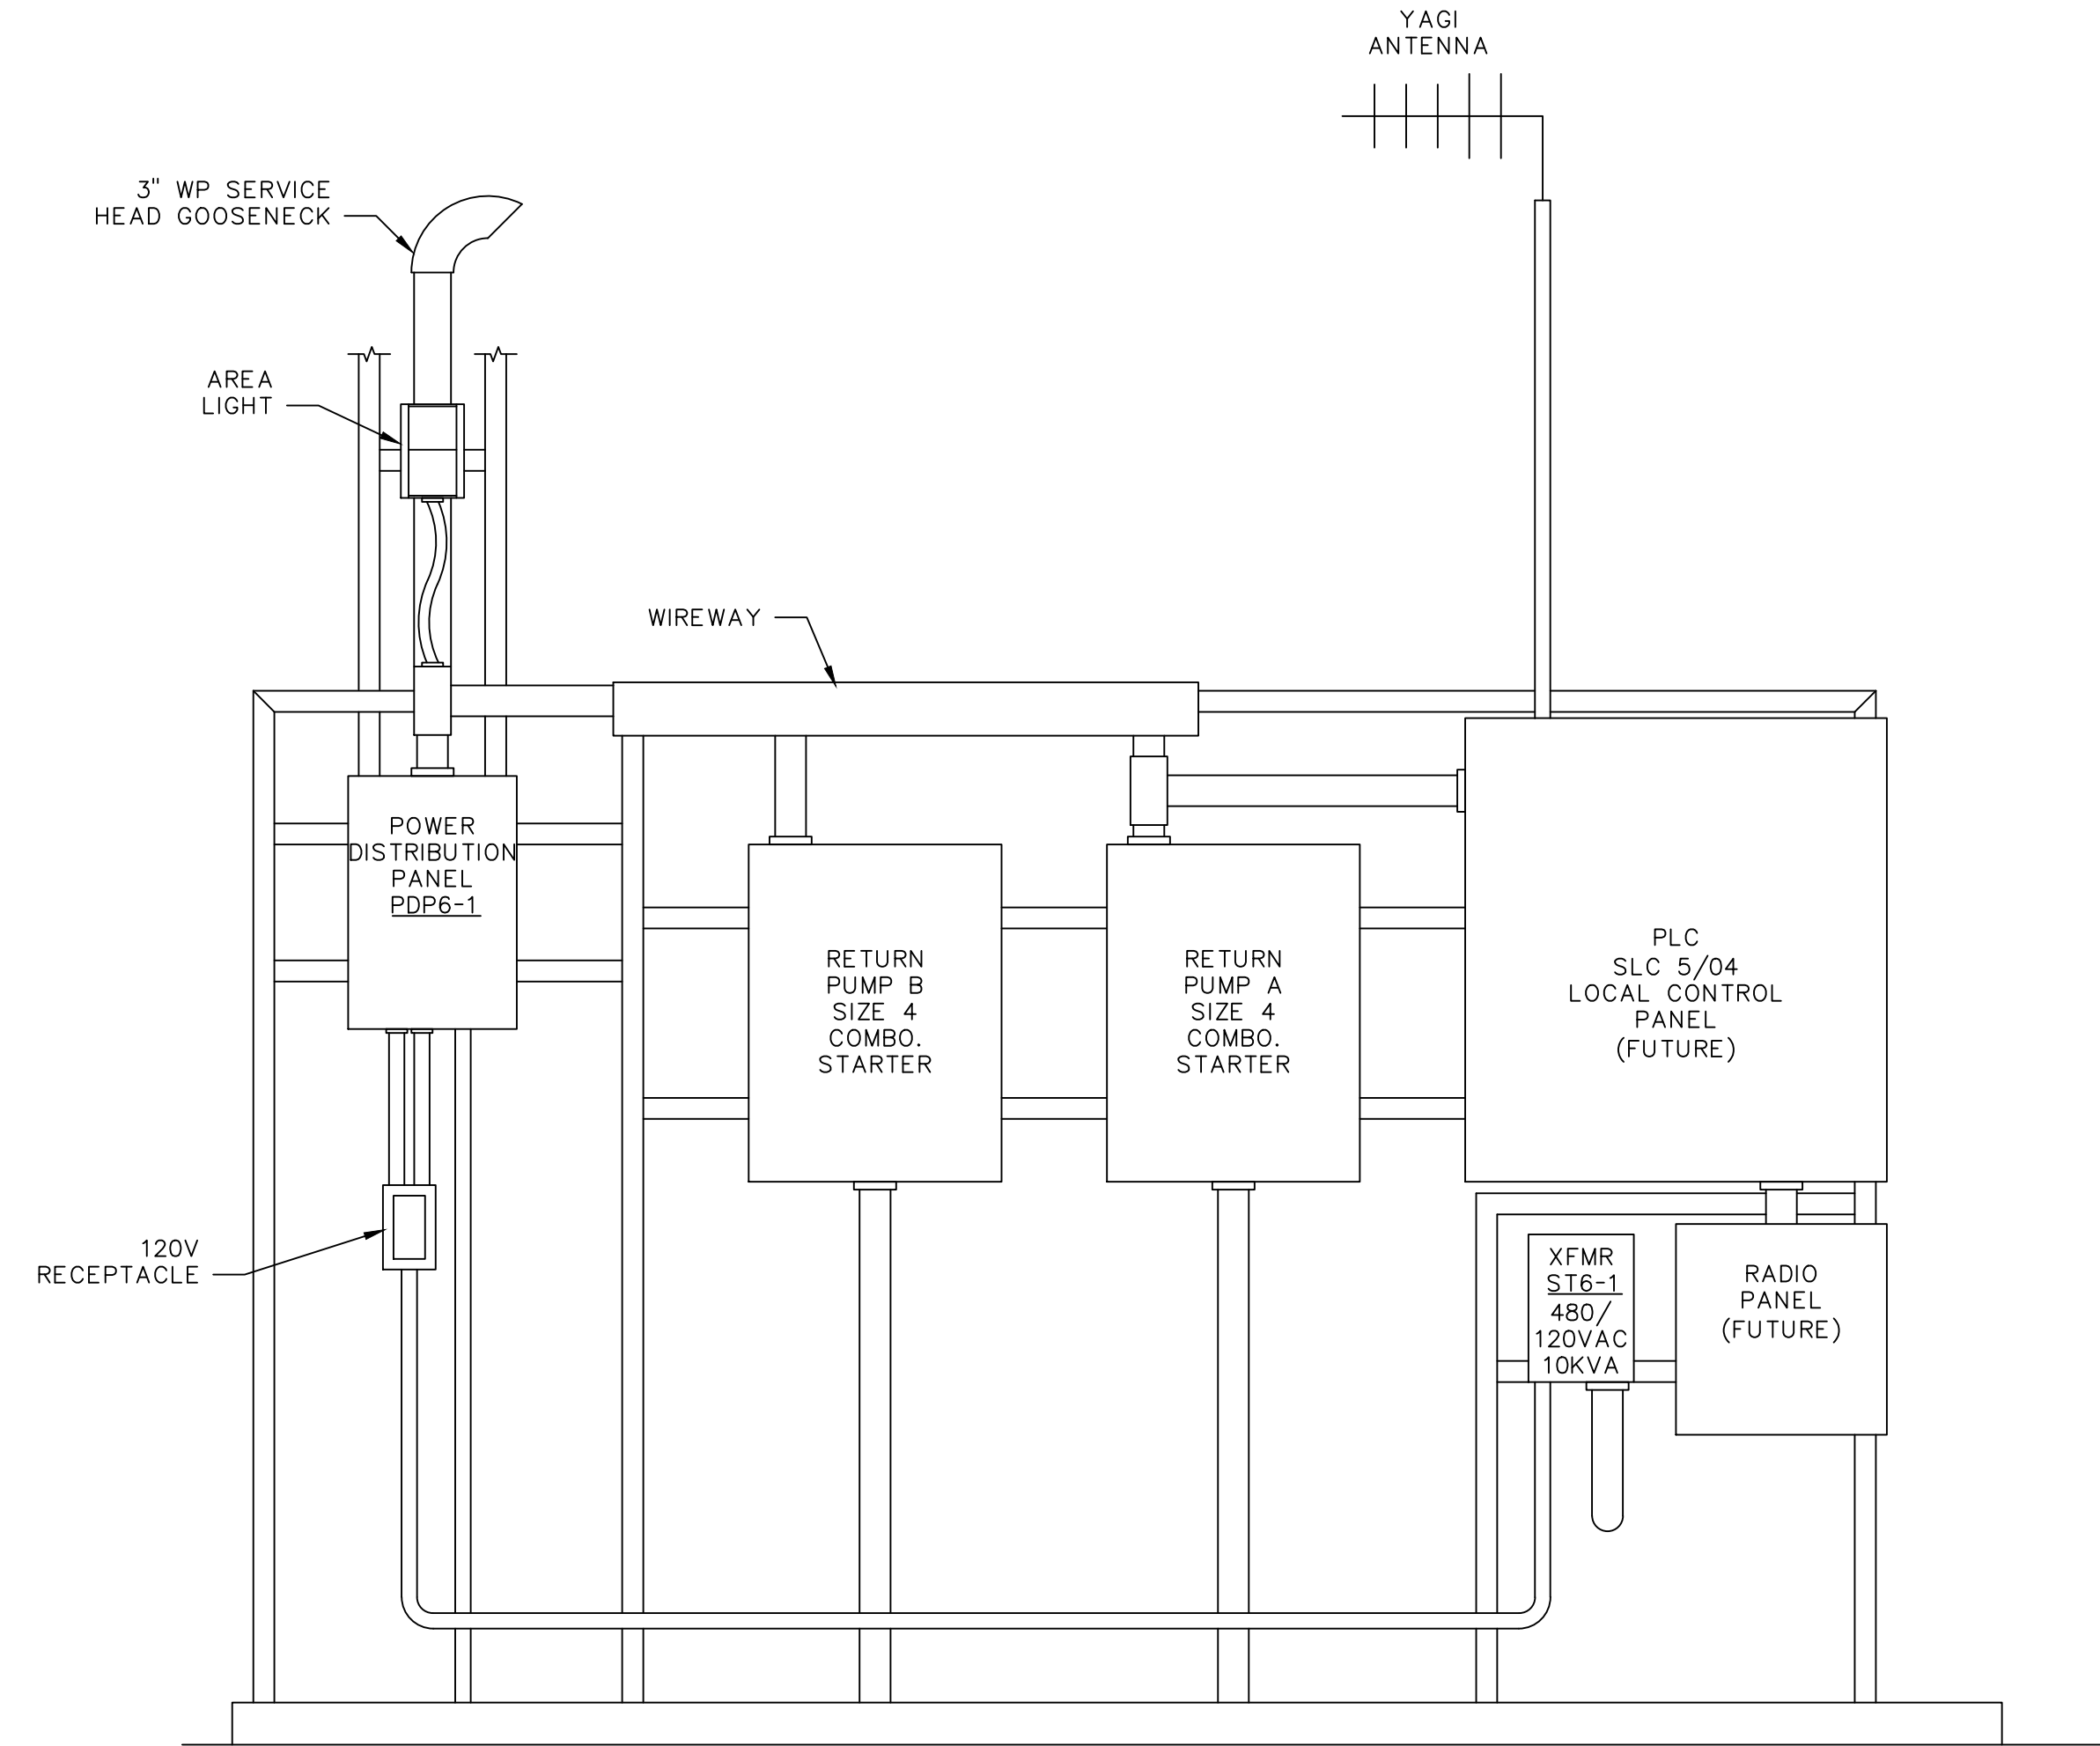 YAGI
ANTENNA
3" WP SERVICE
HEAD GOOSENECK
AREA
LIGHT
WIREWAY
POWER
DISTRIBUTION
PANEL
PDP6-1
RETURN
PUMP B
SIZE 4
COMBO.
STARTER
RETURN
PUMP A
SIZE 4
COMBO.
STARTER
PLC
SLC 5/04
LOCAL CONTROL
PANEL
(FUTURE)
120V
RECEPTACLE
XFMR
ST6-1
480/
120VAC
10KVA
RADIO
PANEL
(FUTURE)